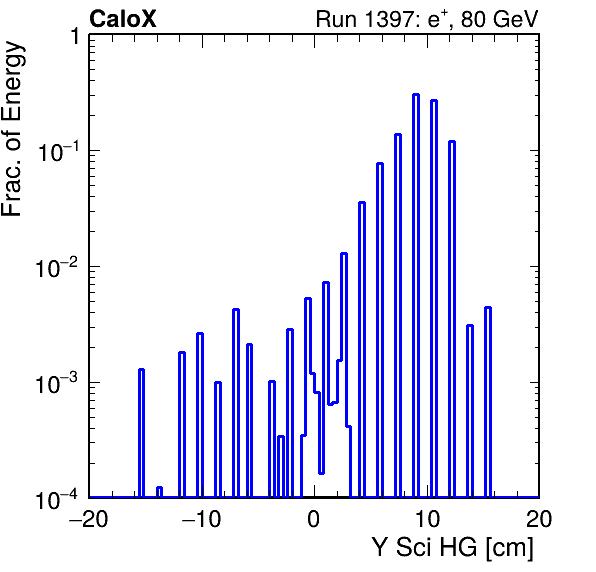 CaloX
Run 1397: e⁺, 80 GeV
Frac. of Energy
1
10⁻¹
10⁻²
10⁻³
10⁻⁴
−20
−10
0
10
20
Y Sci HG [cm]